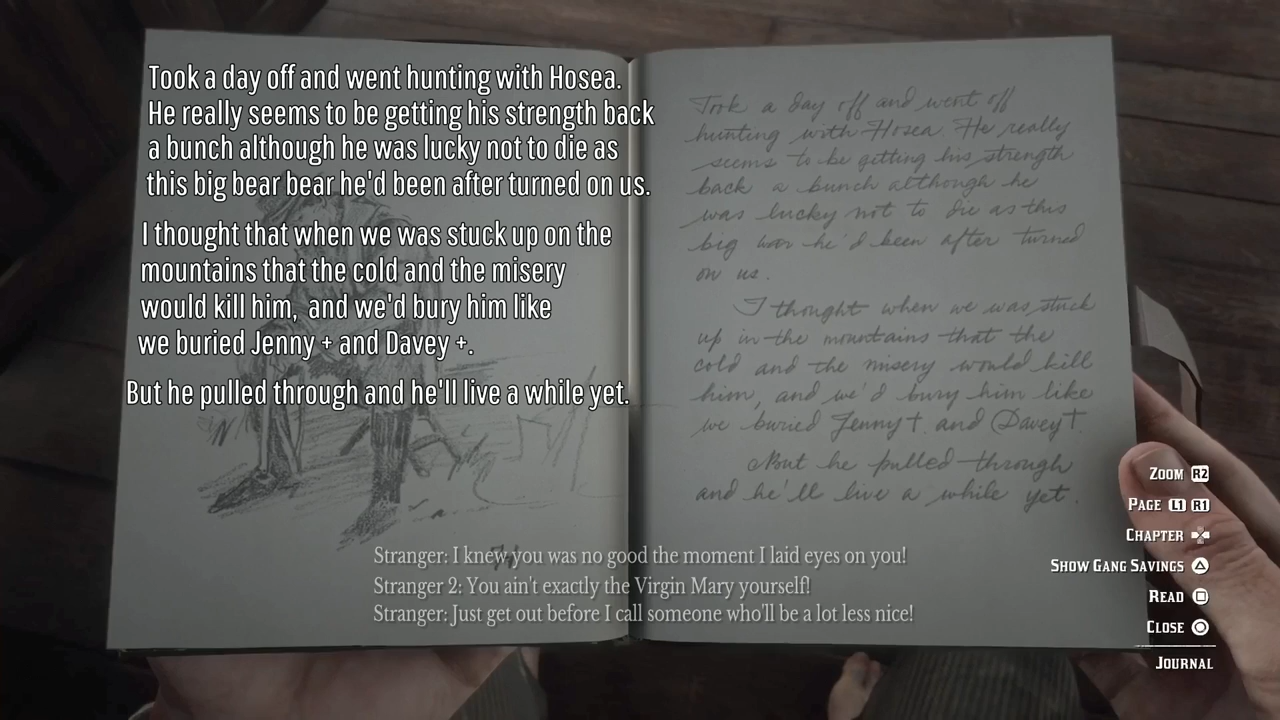 Took a day off and went hunting with Hosea.
He really seems to be getting his strength back
a bunch although he was lucky not to die as
this big bear bear he'd been after turned on us.
I thought that when we was stuck up on the
mountains that the cold and the misery
would kill him, and we'd bury him like
we buried Jenny + and Davey +.
But he pulled through and he'll live a while yet.
Took a day off and went off
hunting with Hosea. He really
seems to be getting his strength
back a bunch although he
was lucky not to die as this
big he'd been after turned
on us.
I thought when we was stuck
up in the mountains that the
cold and the misery would kill
him, and we'd bury him like
we buried Jenny†. and Davey†.
But he pulled through
and he'll live a while yet.
Stranger: I knew you was no good the moment I laid eyes on you!
Stranger 2: You ain't exactly the Virgin Mary yourself!
Stranger: Just get out before I call someone who'll be a lot less nice!
ZOOM R2
PAGE L1 R1
CHAPTER
SHOW GANG SAVINGS
READ
CLOSE
JOURNAL